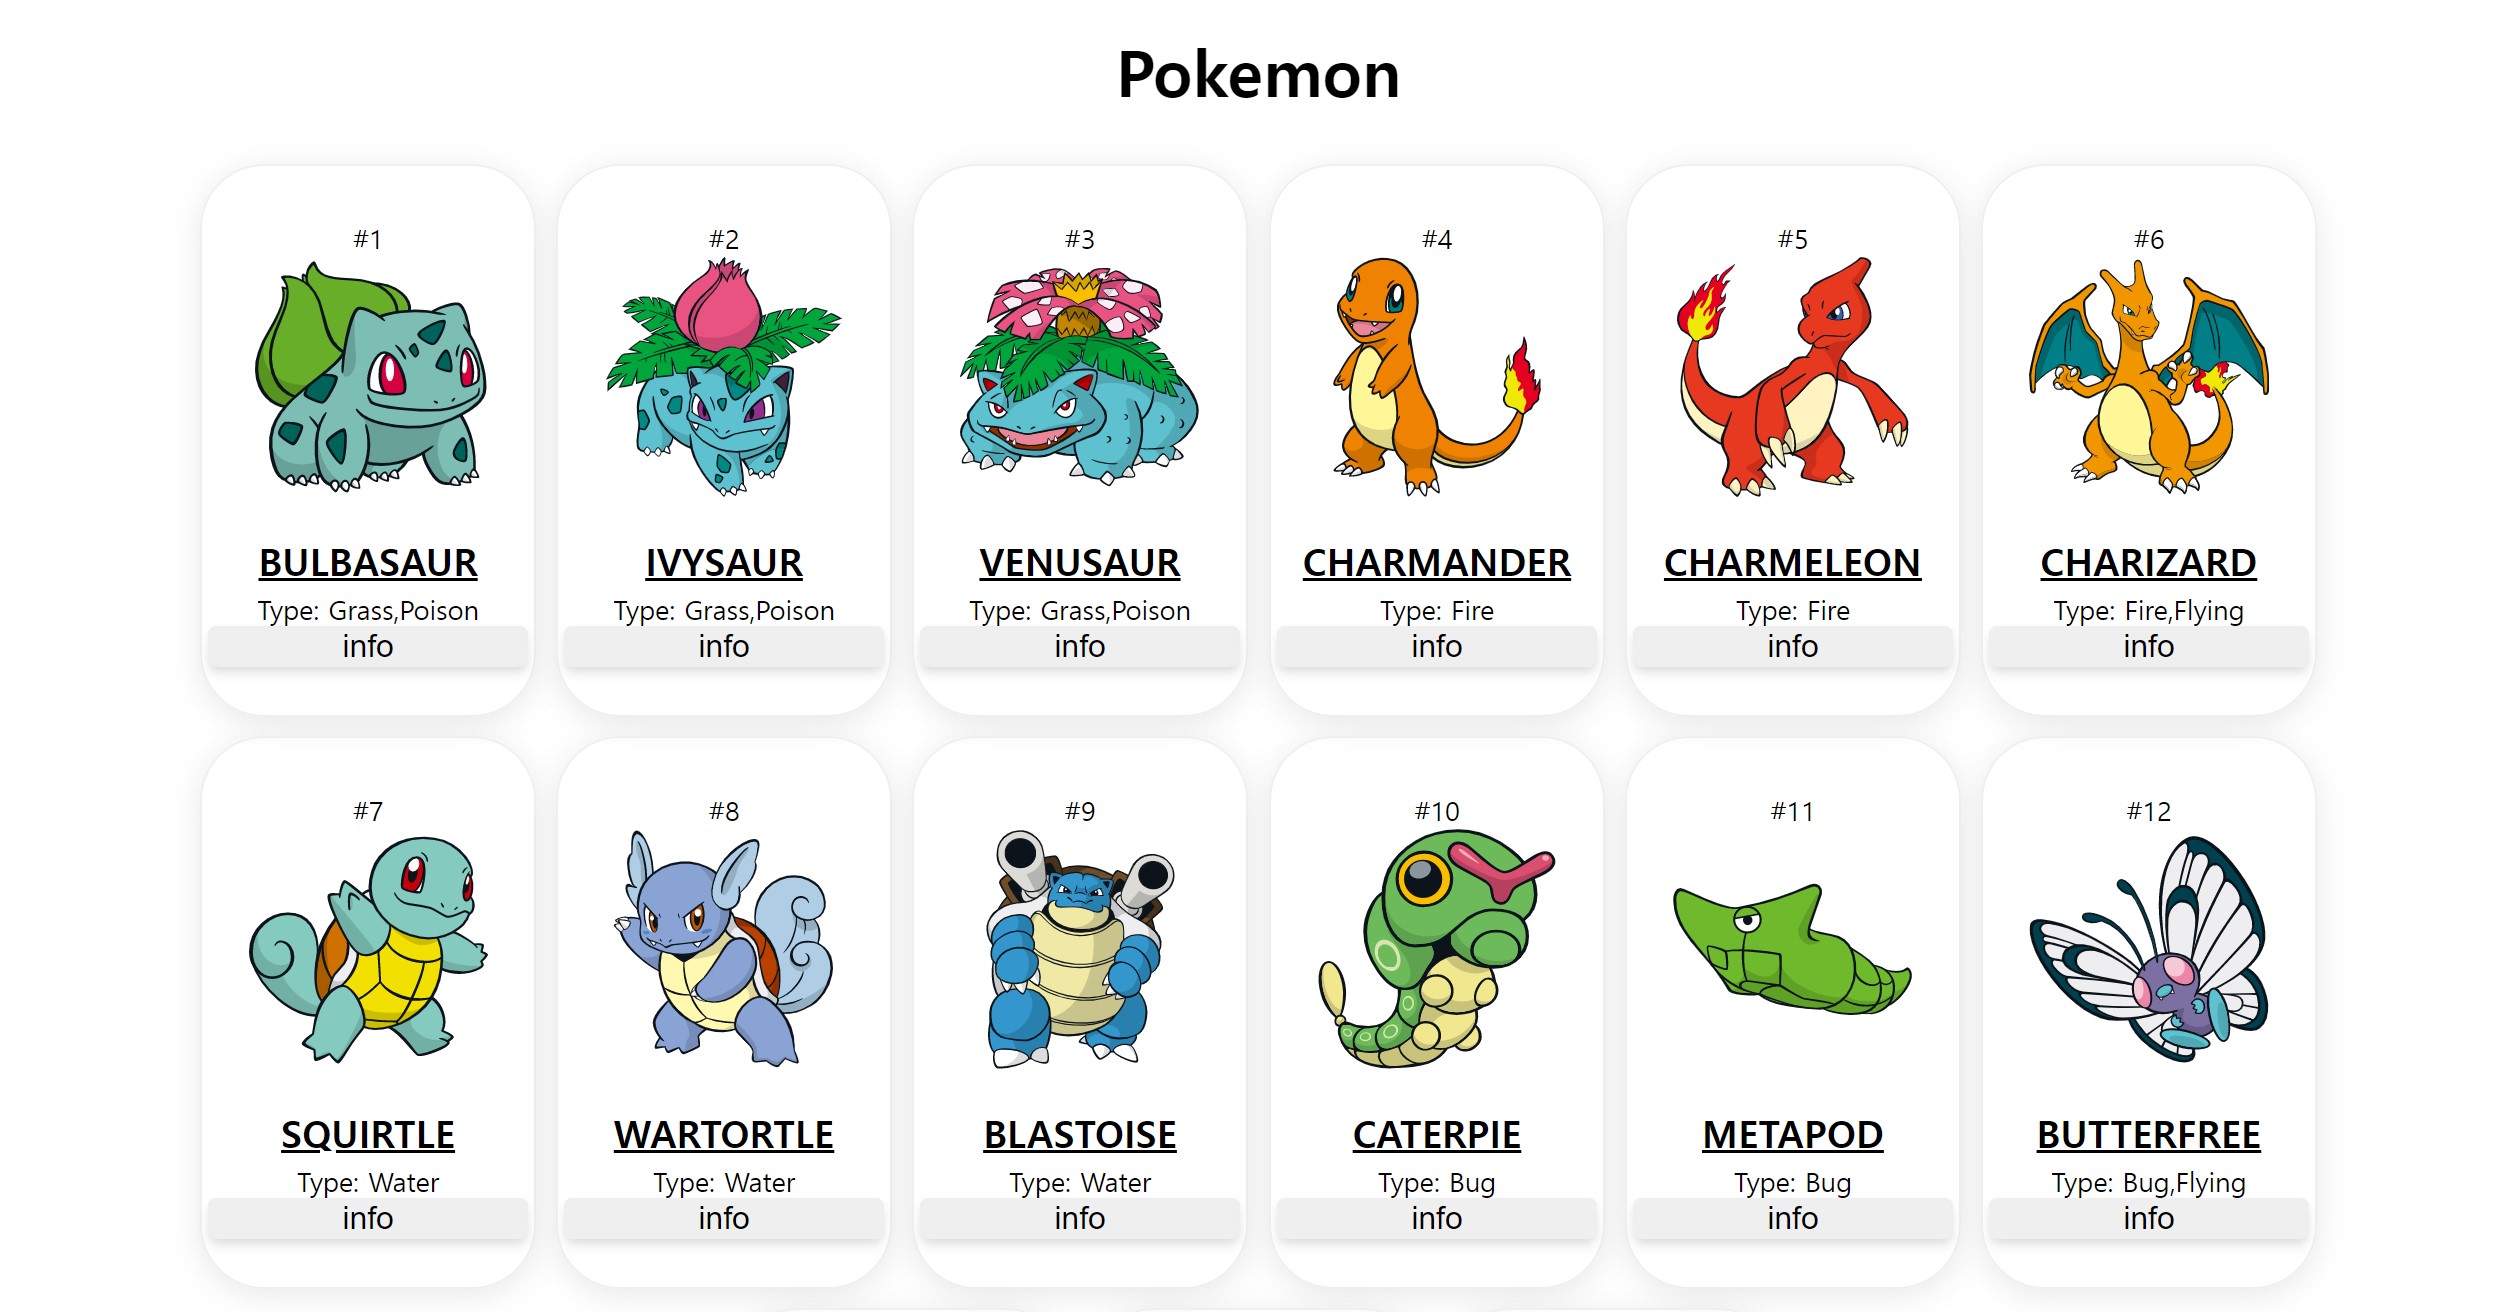 Pokemon
#1
#2
#3
#4
#5
#6
BULBASAUR
IVYSAUR
VENUSAUR
CHARMANDER
CHARMELEON
CHARIZARD
Type: Grass,Poison
Type: Grass,Poison
Type: Grass,Poison
Type: Fire
Type: Fire
Type: Fire,Flying
info
info
info
info
info
info
#7
#8
#9
#10
#11
#12
SQUIRTLE
WARTORTLE
BLASTOISE
CATERPIE
METAPOD
BUTTERFREE
Type: Water
Type: Water
Type: Water
Type: Bug
Type: Bug
Type: Bug,Flying
info
info
info
info
info
info